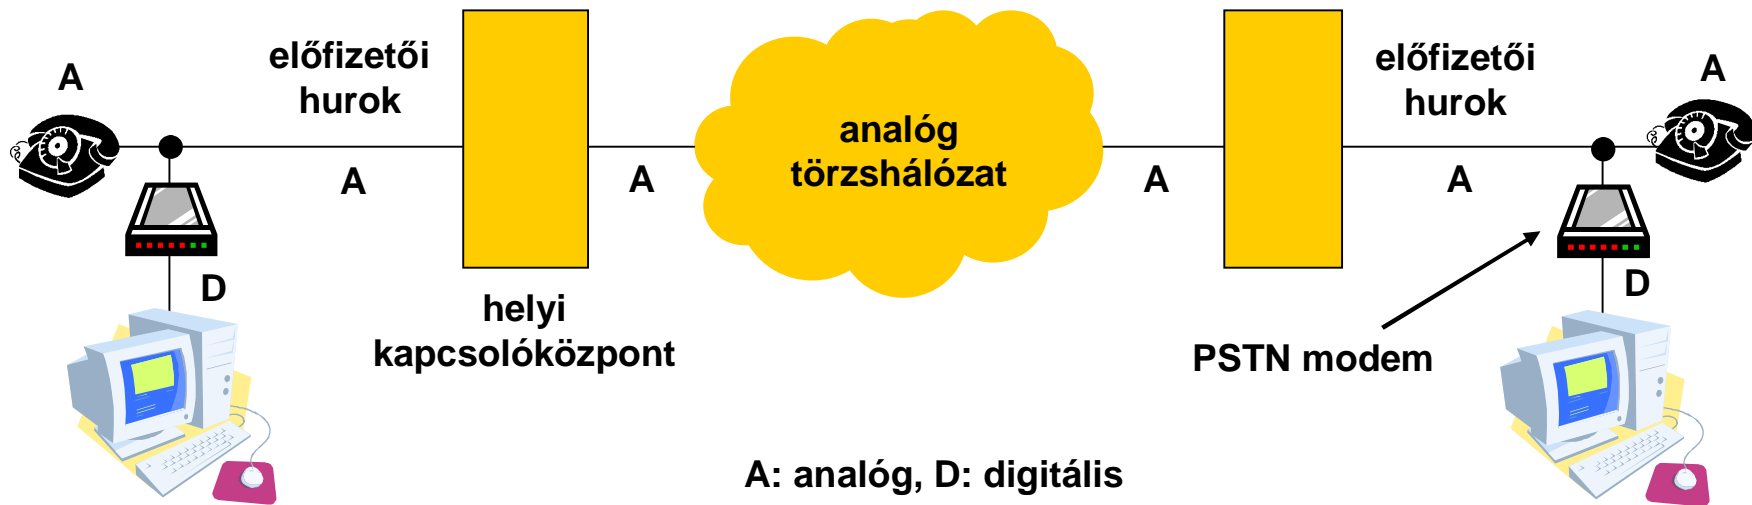 A
előfizetői
hurok
A
D
helyi
kapcsolóközpont
A
analóg
törzshálózat
A
előfizetői
hurok
A
A
D
PSTN modem
A: analóg, D: digitális